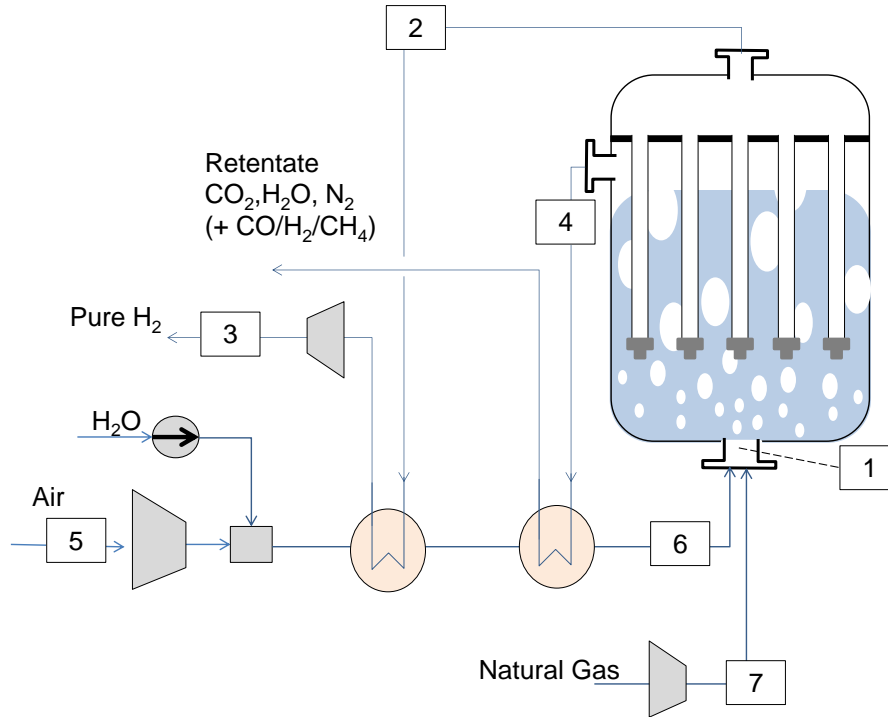 2
Retentate
CO₂,H₂O, N₂
(+ CO/H₂/CH₄)
4
Pure H₂
3
H₂O
1
Air
5
6
Natural Gas
7